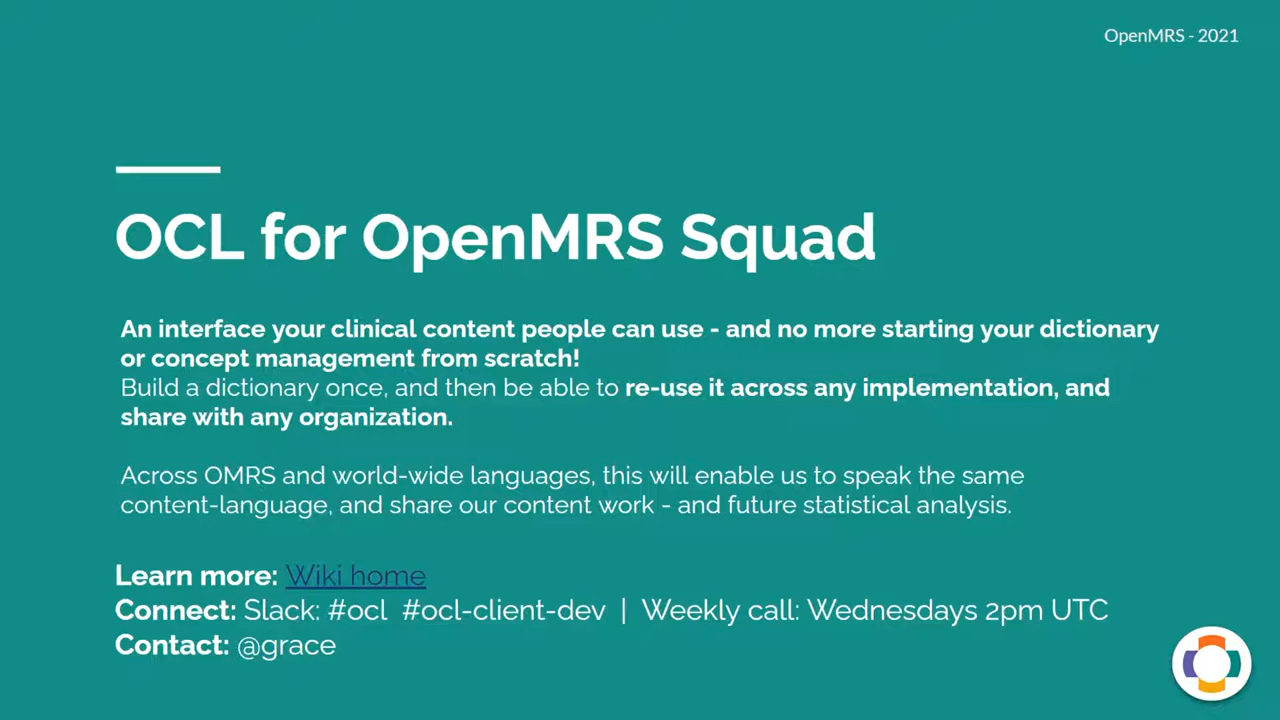 OpenMRS - 2021
OCL for OpenMRS Squad
An interface your clinical content people can use - and no more starting your dictionary
or concept management from scratch!
Build a dictionary once, and then be able to re-use it across any implementation, and
share with any organization.
Across OMRS and world-wide languages, this will enable us to speak the same
content-language, and share our content work - and future statistical analysis.
Learn more: Wiki home
Connect: Slack: #ocl #ocl-client-dev | Weekly call: Wednesdays 2pm UTC
Contact: @grace